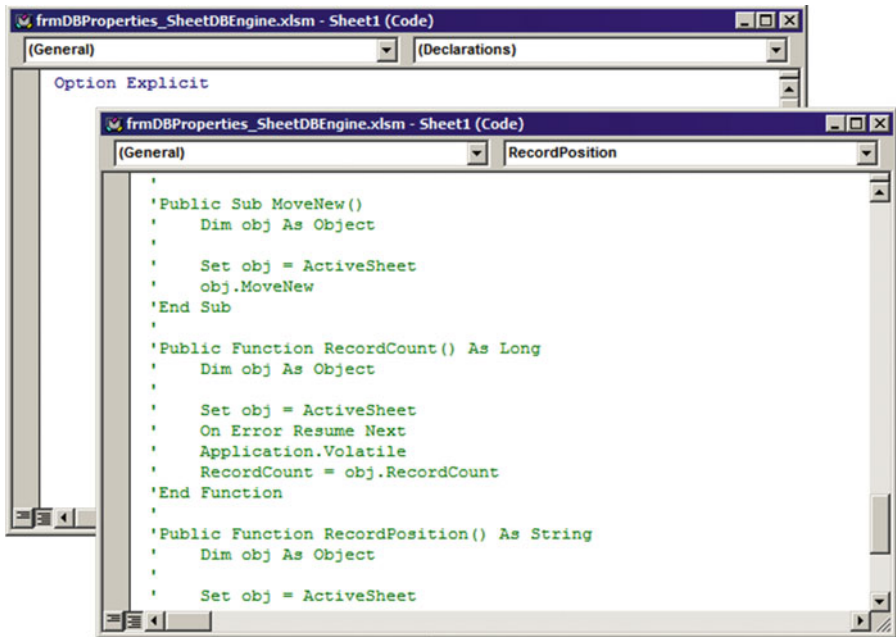 frmDBProperties_SheetDBEngine.xlsm - Sheet1 (Code)
(General) (Declarations)
Option Explicit
frmDBProperties_SheetDBEngine.xlsm - Sheet1 (Code)
(General) RecordPosition
'
'Public Sub MoveNew()
'    Dim obj As Object
'
'    Set obj = ActiveSheet
'    obj.MoveNew
'End Sub
'
'Public Function RecordCount() As Long
'    Dim obj As Object
'
'    Set obj = ActiveSheet
'    On Error Resume Next
'    Application.Volatile
'    RecordCount = obj.RecordCount
'End Function
'
'Public Function RecordPosition() As String
'    Dim obj As Object
'
'    Set obj = ActiveSheet